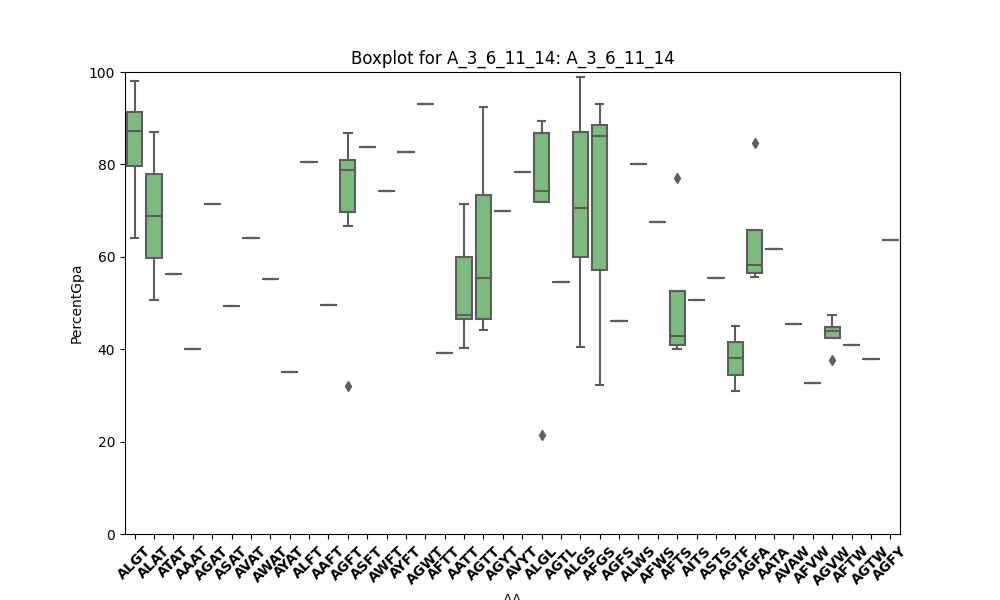 Boxplot for A_3_6_11_14: A_3_6_11_14
100
80
60
40
20
0
PercentGpa
ALGT
ALAT
ATAT
AAAT
AGAT
ASAT
AVAT
AWAT
AYAT
ALFT
AAFT
AGFT
ASFT
AWFT
AYFT
AGWT
AFTT
AATT
AGTT
AGYT
AVYT
ALGL
AGTL
ALGS
AFGS
AGFS
ALWS
AFWS
AFTS
AITS
ASTS
AGTF
AGFA
AATA
AVAW
AFVW
AGVW
AFTW
AGTW
AGFY
AA